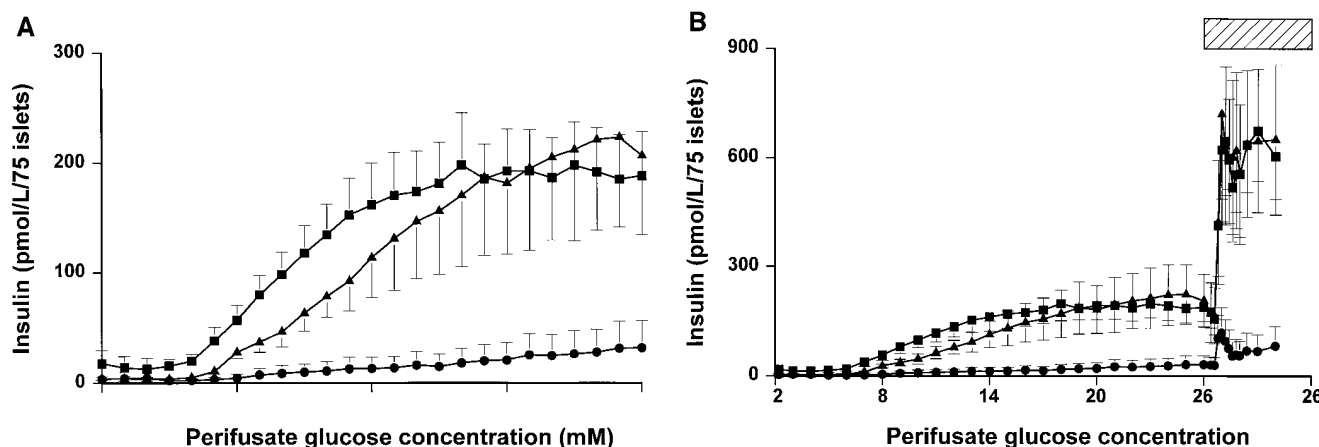 A
300
200
100
0
Insulin (pmol/L/75 islets)
Perifusate glucose concentration (mM)
B
900
600
300
0
Insulin (pmol/L/75 islets)
2 8 14 20 26 26
Perifusate glucose concentration